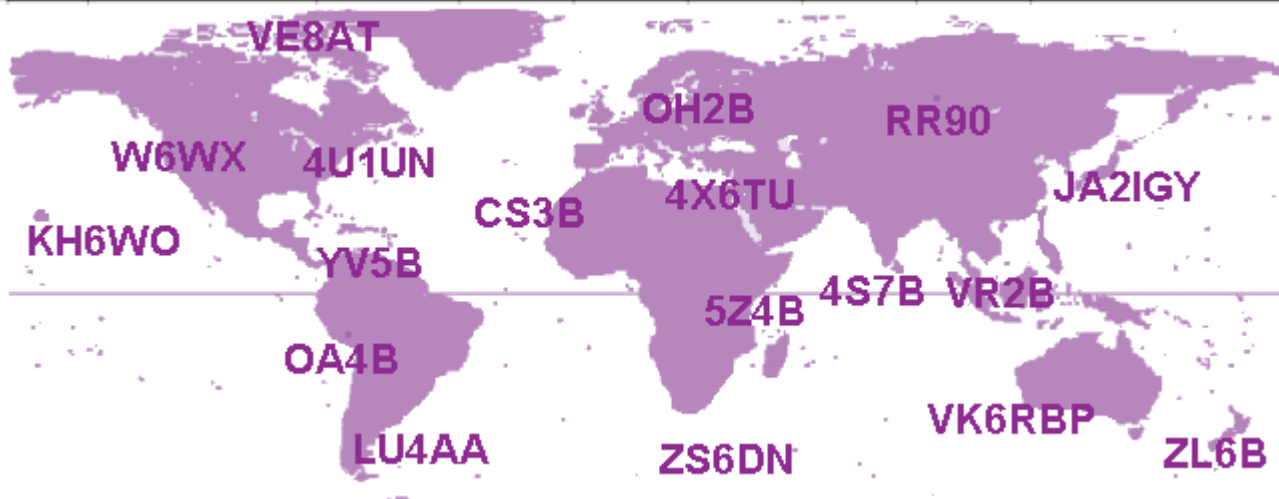 VE8AT
OH2B
RR90
W6WX
4U1UN
JA2IGY
4X6TU
CS3B
KH6WO
YV5B
4S7B
VR2B
5Z4B
OA4B
VK6RBP
LU4AA
ZS6DN
ZL6B